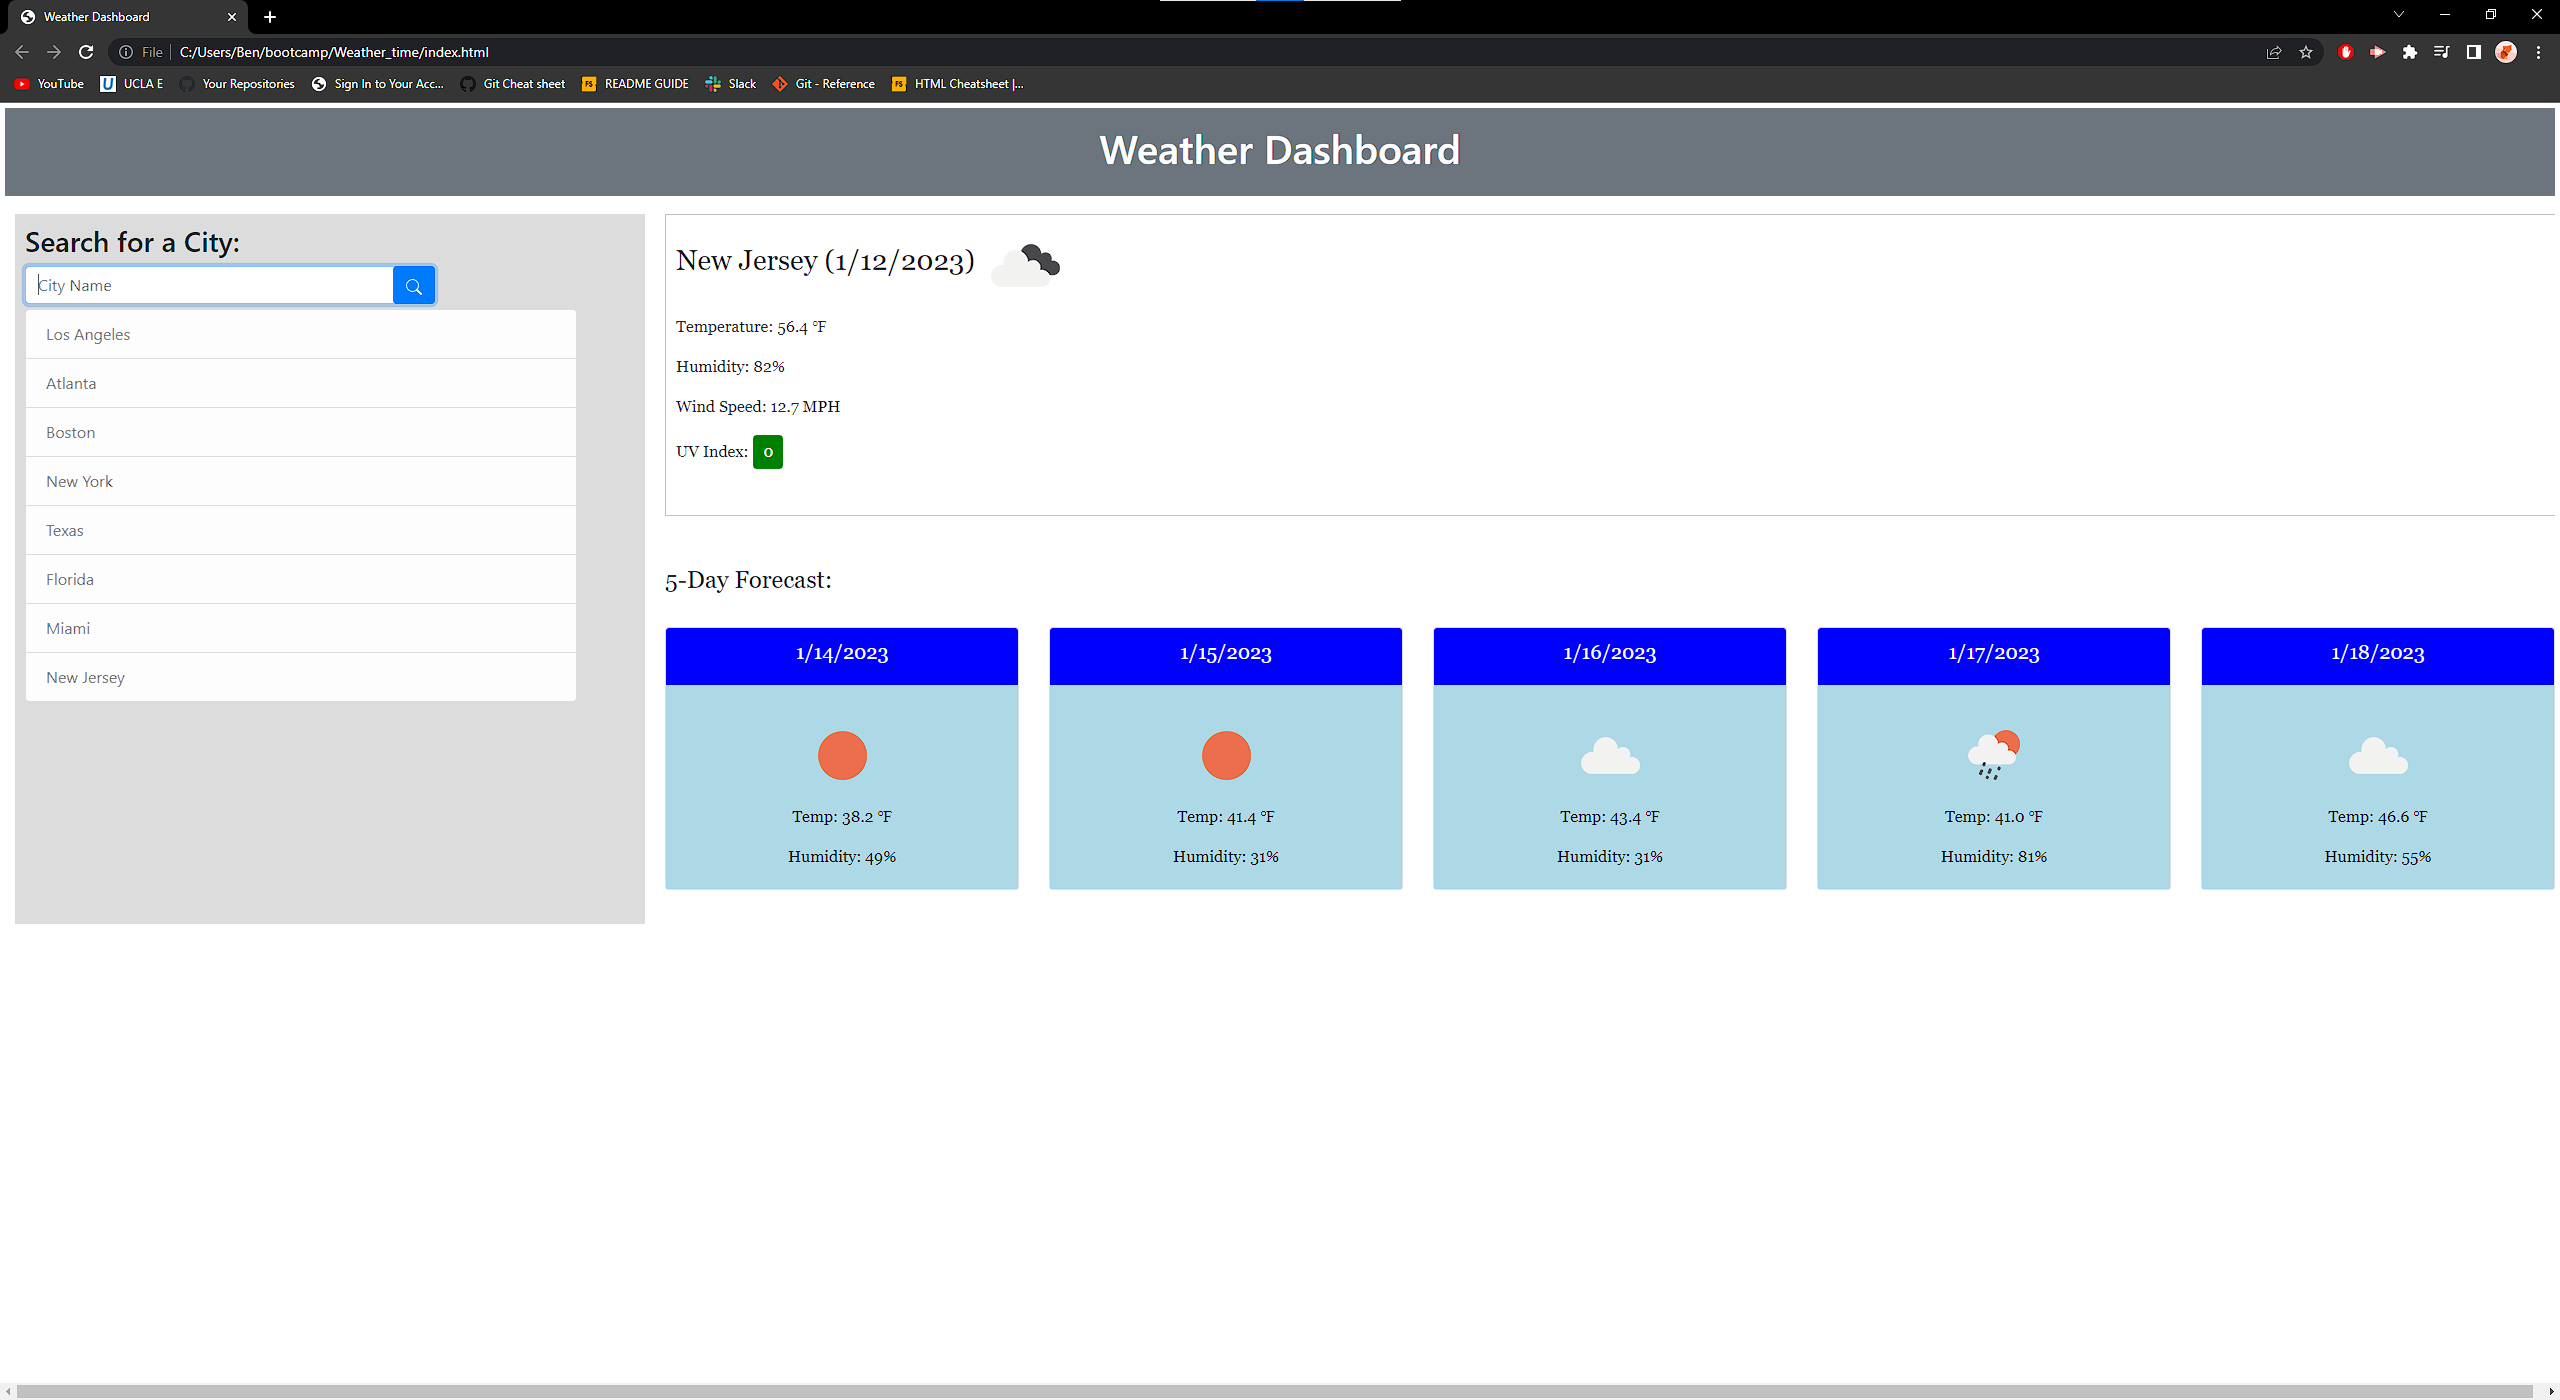 Weather Dashboard
File C:/Users/Ben/bootcamp/Weather_time/index.html
YouTube UCLA E Your Repositories Sign In to Your Acc... Git Cheat sheet README GUIDE Slack Git - Reference HTML Cheatsheet |...
Weather Dashboard
Search for a City:
City Name
Los Angeles
Atlanta
Boston
New York
Texas
Florida
Miami
New Jersey
New Jersey (1/12/2023)
Temperature: 56.4 °F
Humidity: 82%
Wind Speed: 12.7 MPH
UV Index: 0
5-Day Forecast:
1/14/2023
Temp: 38.2 °F
Humidity: 49%
1/15/2023
Temp: 41.4 °F
Humidity: 31%
1/16/2023
Temp: 43.4 °F
Humidity: 31%
1/17/2023
Temp: 41.0 °F
Humidity: 81%
1/18/2023
Temp: 46.6 °F
Humidity: 55%